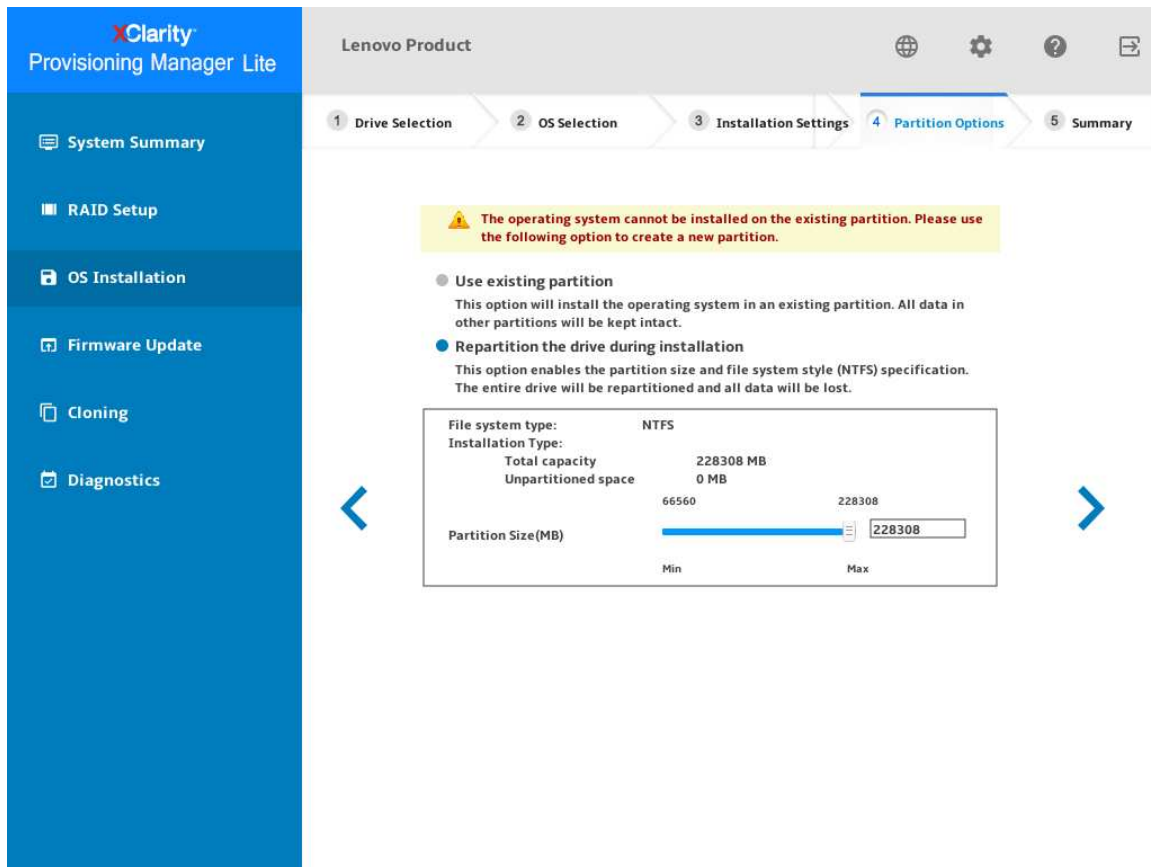 XClarity
Provisioning Manager Lite
Lenovo Product
System Summary
RAID Setup
OS Installation
Firmware Update
Cloning
Diagnostics
1 Drive Selection
2 OS Selection
3 Installation Settings
4 Partition Options
5 Summary
The operating system cannot be installed on the existing partition. Please use
the following option to create a new partition.
Use existing partition
This option will install the operating system in an existing partition. All data in
other partitions will be kept intact.
Repartition the drive during installation
This option enables the partition size and file system style (NTFS) specification.
The entire drive will be repartitioned and all data will be lost.
File system type: NTFS
Installation Type:
Total capacity 228308 MB
Unpartitioned space 0 MB
66560 228308
Partition Size(MB) 228308
Min Max